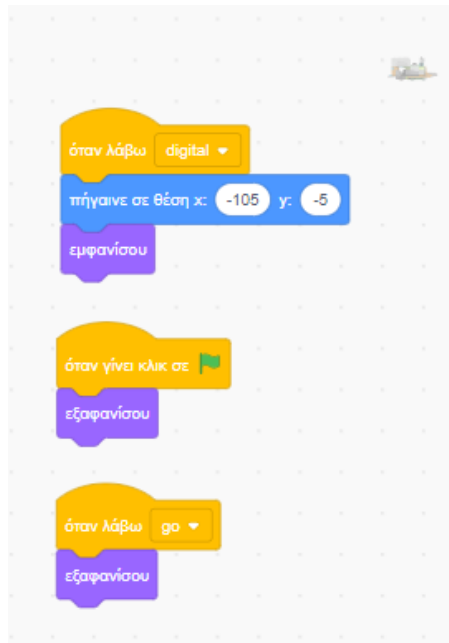 όταν λάβω digital
πήγαινε σε θέση x: -105 y: -5
εμφανίσου
όταν γίνει κλικ σε
εξαφανίσου
όταν λάβω go
εξαφανίσου